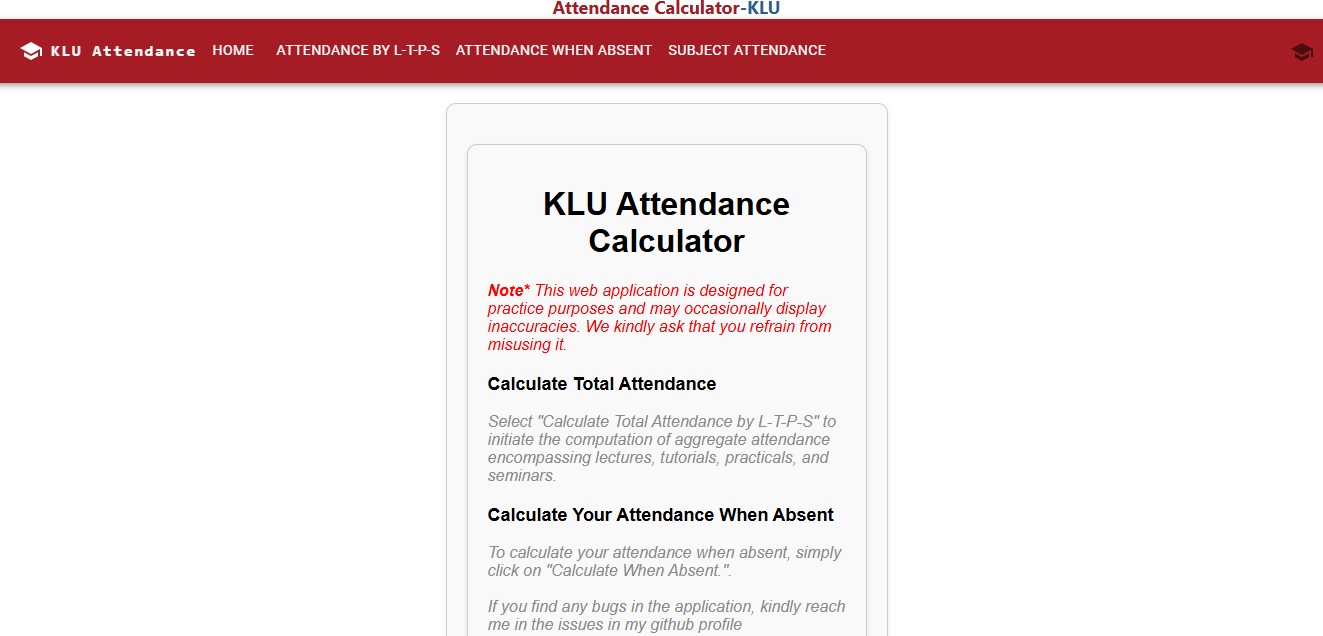 Attendance Calculator-KLU
KLU Attendance HOME ATTENDANCE BY L-T-P-S ATTENDANCE WHEN ABSENT SUBJECT ATTENDANCE
KLU Attendance
Calculator
Note* This web application is designed for
practice purposes and may occasionally display
inaccuracies. We kindly ask that you refrain from
misusing it.
Calculate Total Attendance
Select "Calculate Total Attendance by L-T-P-S" to
initiate the computation of aggregate attendance
encompassing lectures, tutorials, practicals, and
seminars.
Calculate Your Attendance When Absent
To calculate your attendance when absent, simply
click on "Calculate When Absent.".
If you find any bugs in the application, kindly reach
me in the issues in my github profile